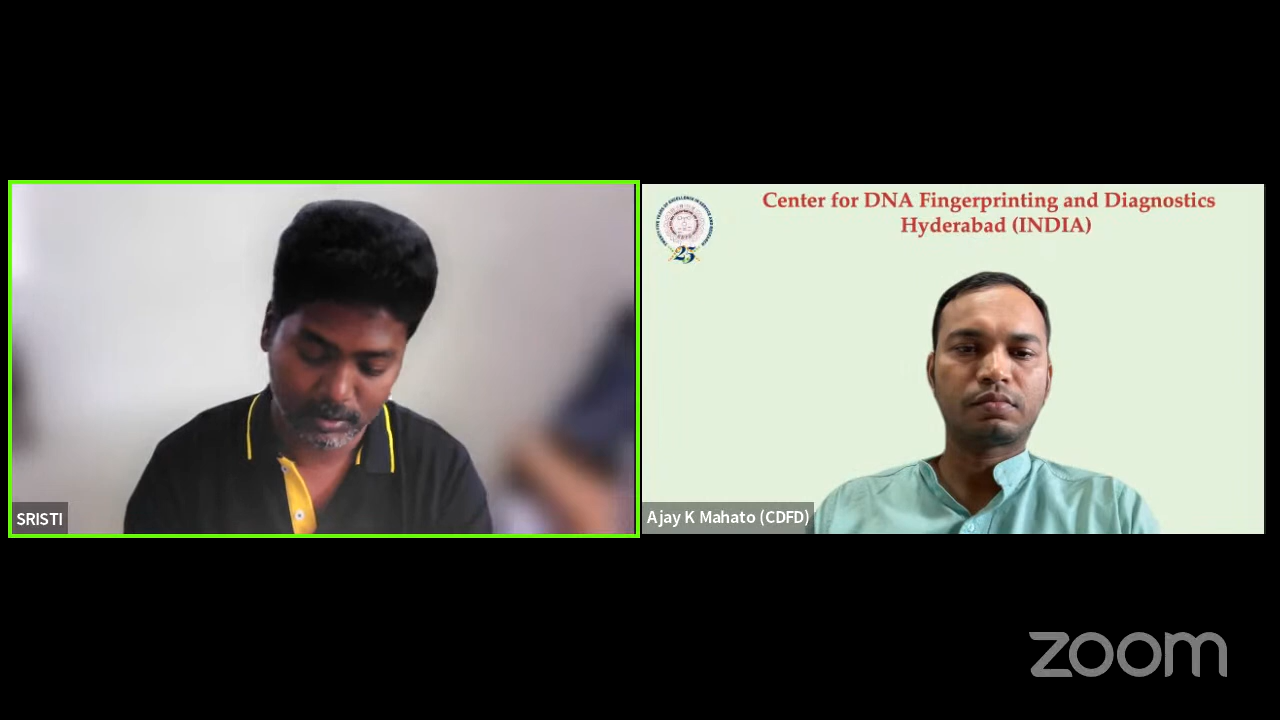 Center for DNA Fingerprinting and Diagnostics
Hyderabad (INDIA)
25
SRISTI
Ajay K Mahato (CDFD)
zoom